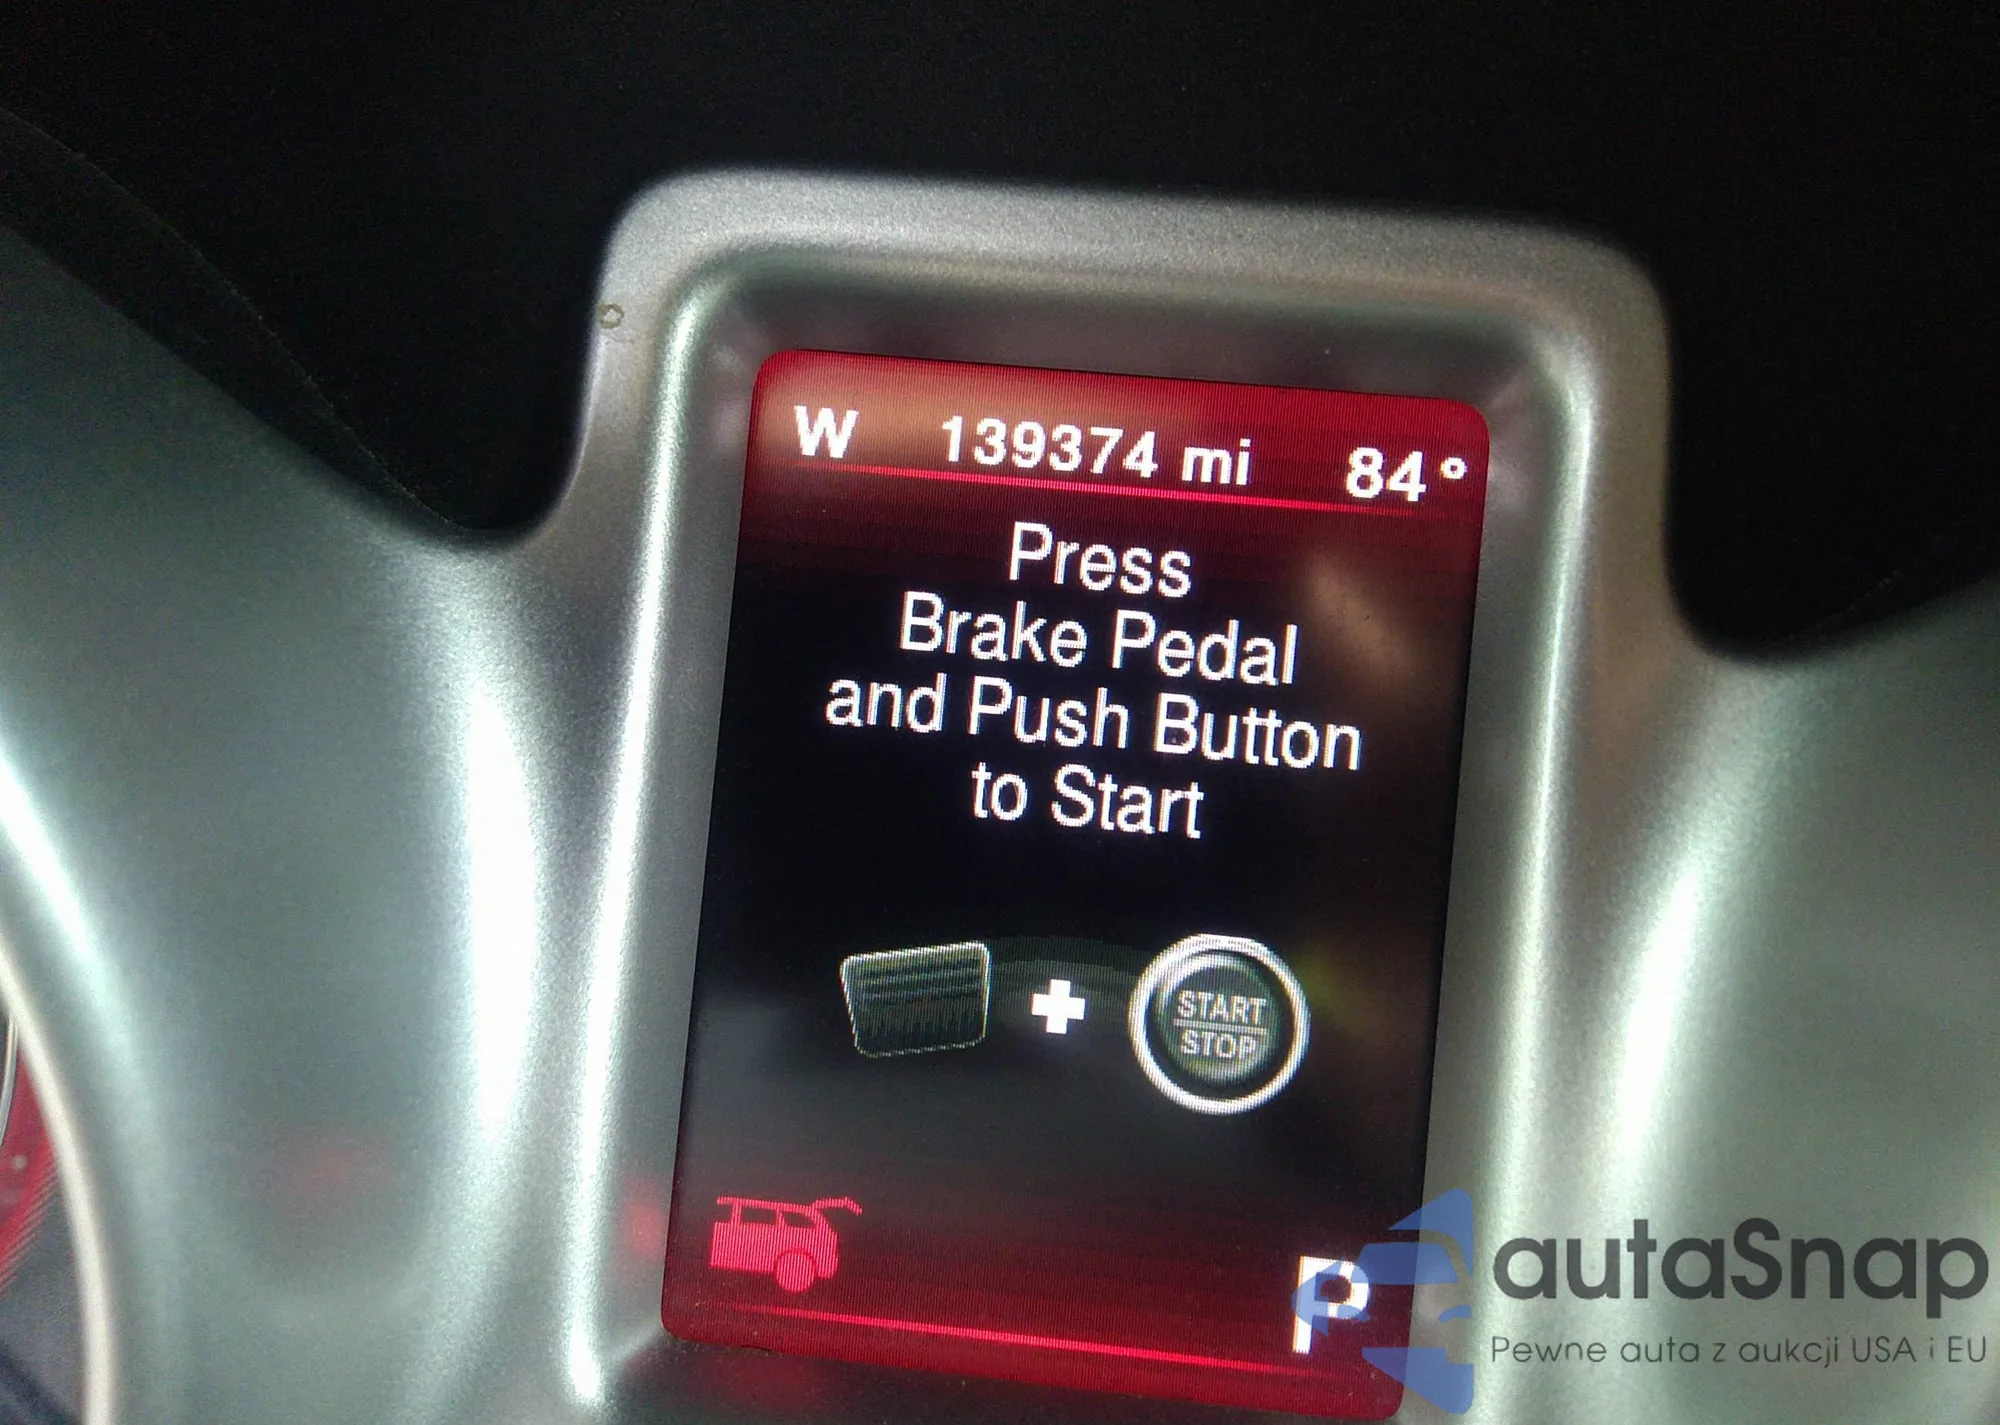 W 139374 mi 84°
Press
Brake Pedal
and Push Button
to Start
+ START
STOP
P
autaSnap
Pewne auta z aukcji USA i EU